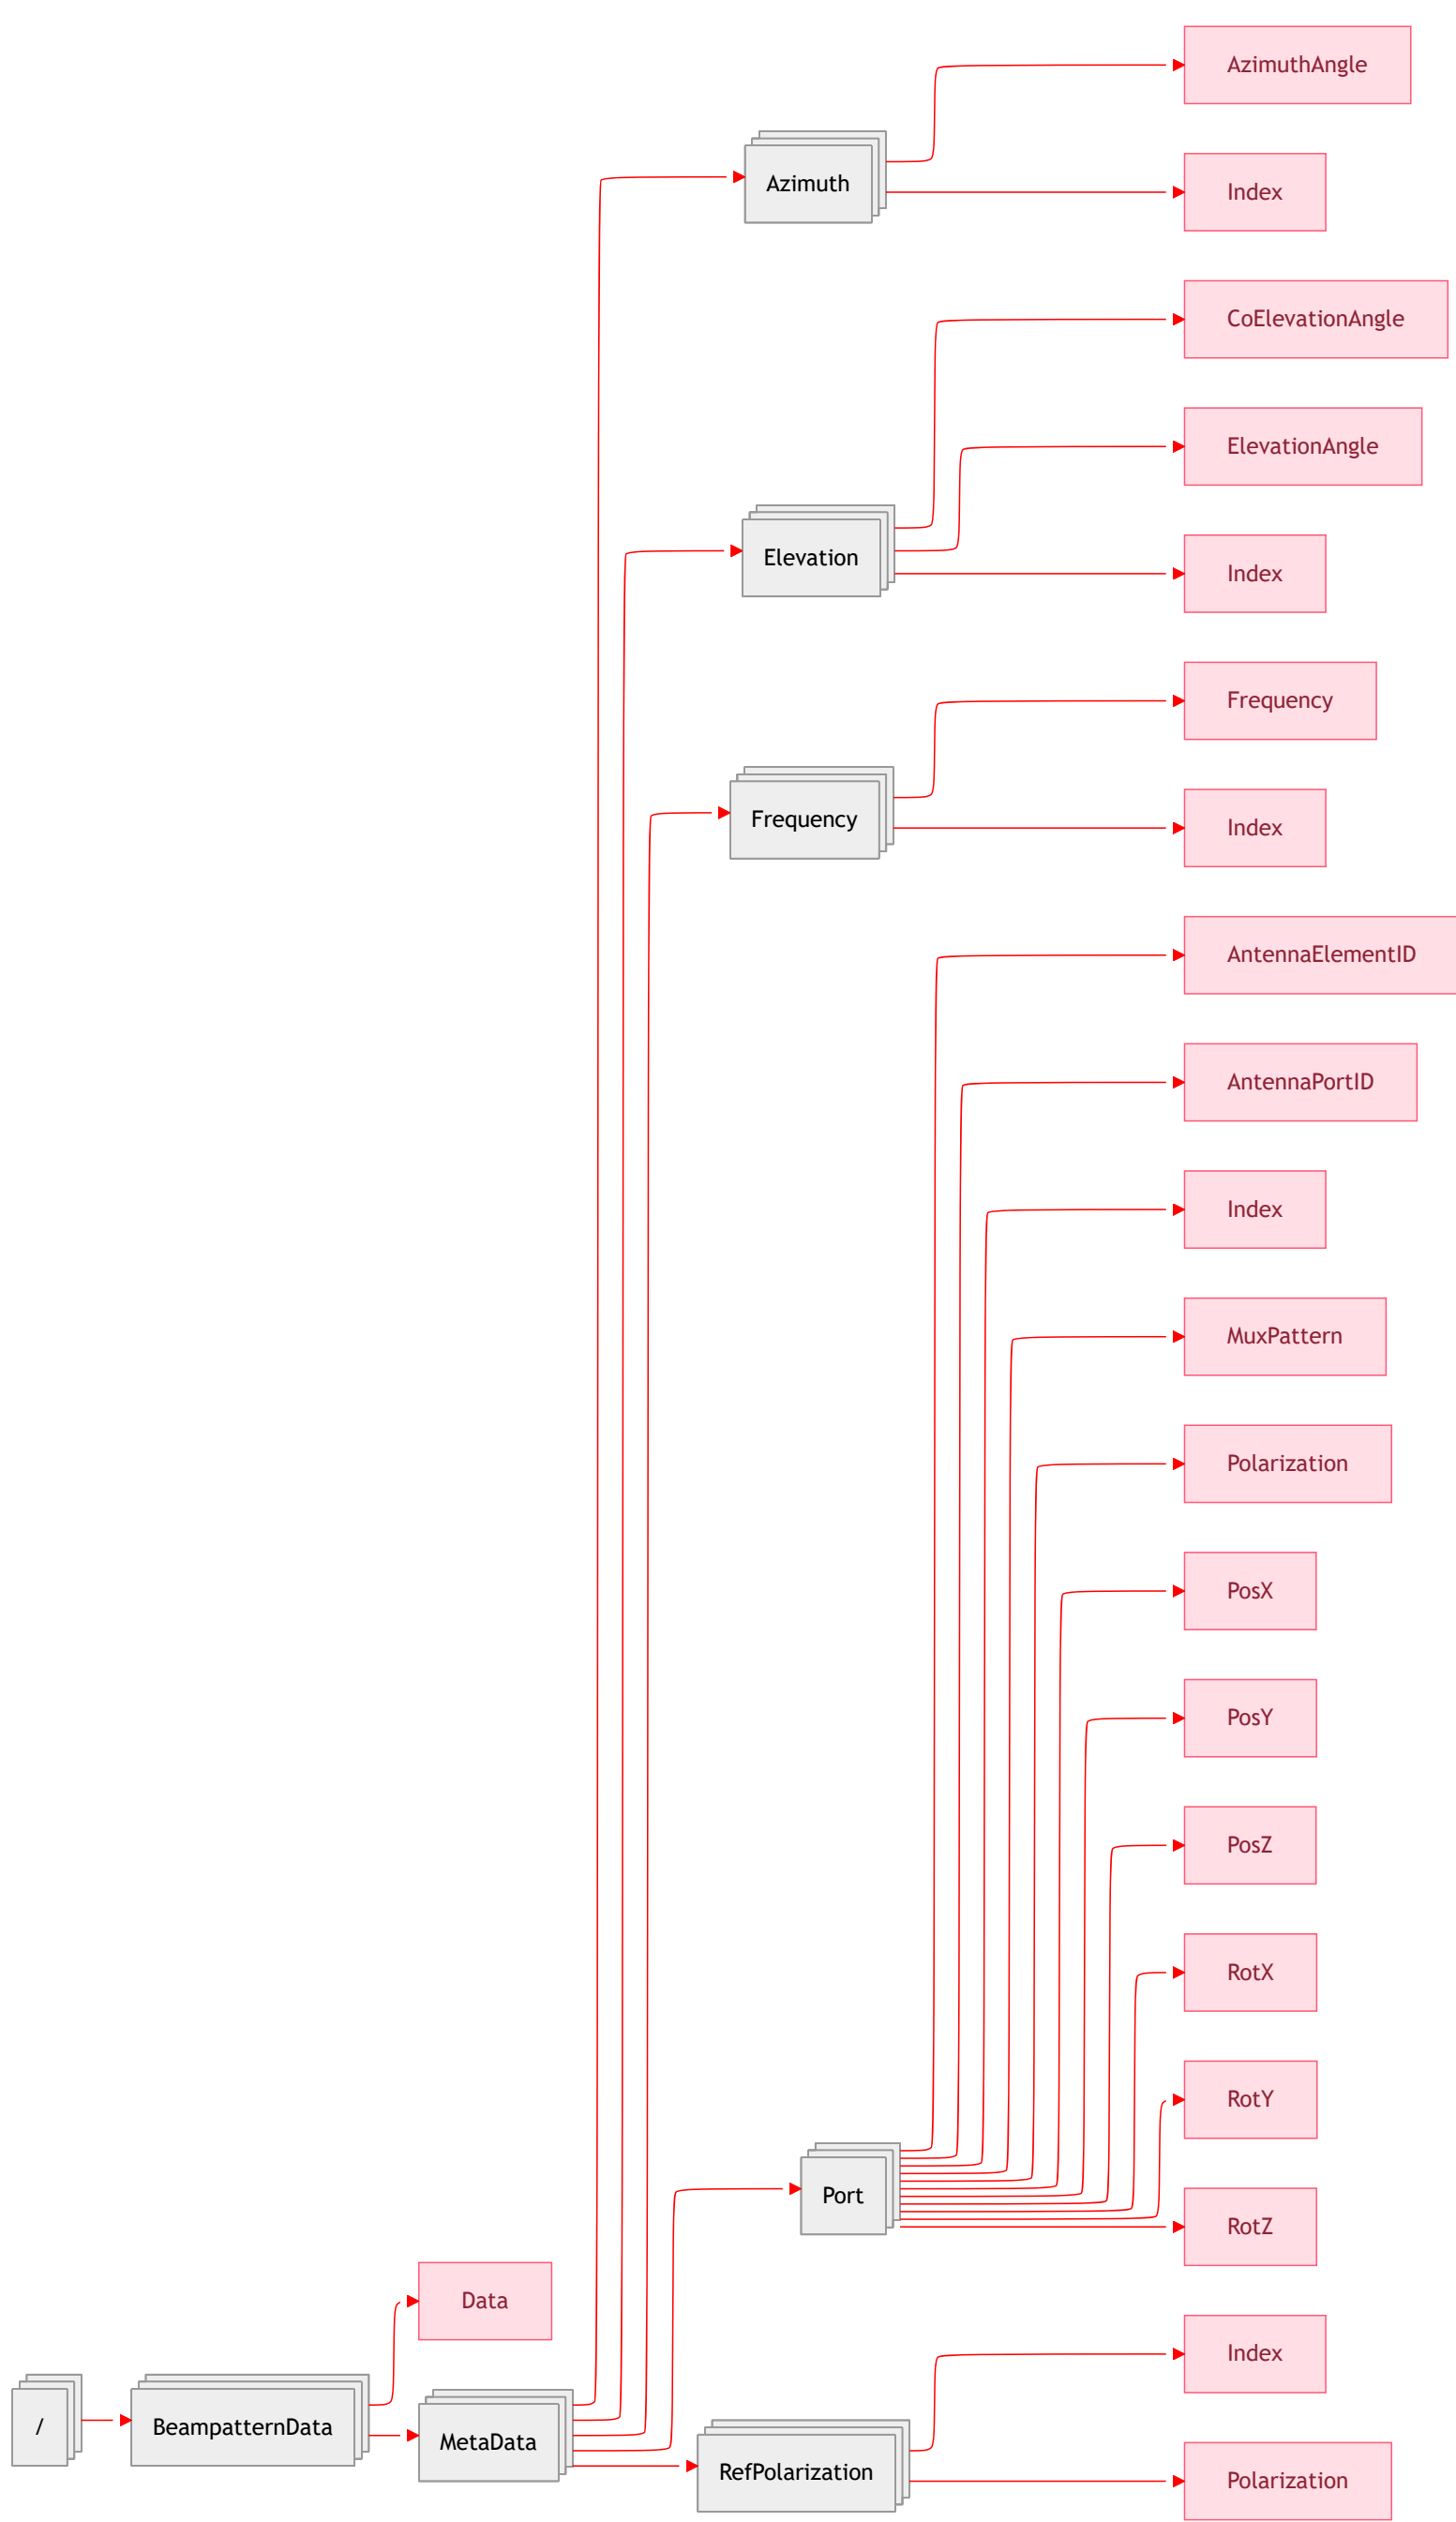 AzimuthAngle
Azimuth
Index
CoElevationAngle
ElevationAngle
Elevation
Index
Frequency
Frequency
Index
AntennaElementID
AntennaPortID
Index
MuxPattern
Polarization
PosX
PosY
PosZ
RotX
RotY
Port
RotZ
Data
Index
/
BeampatternData
MetaData
RefPolarization
Polarization